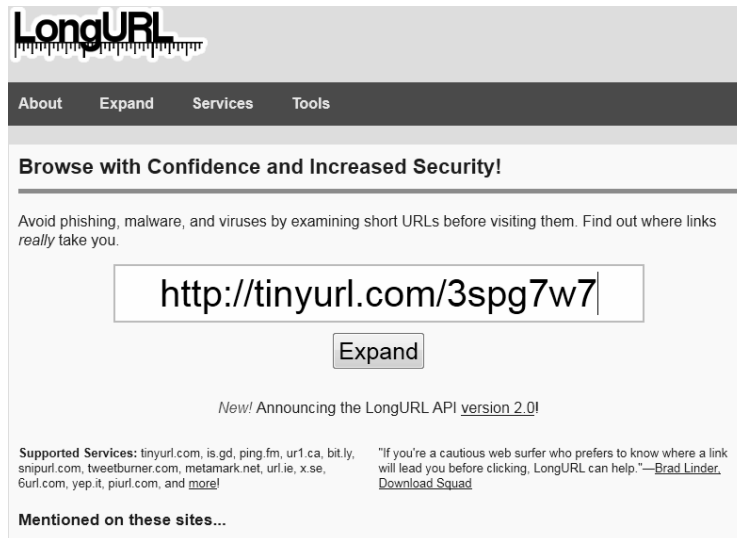 LongURL
About Expand Services Tools
Browse with Confidence and Increased Security!
Avoid phishing, malware, and viruses by examining short URLs before visiting them. Find out where links
really take you.
http://tinyurl.com/3spg7w7
Expand
New! Announcing the LongURL API version 2.0!
Supported Services: tinyurl.com, is.gd, ping.fm, ur1.ca, bit.ly,
snipurl.com, tweetburner.com, metamark.net, url.ie, x.se,
6url.com, yep.it, piurl.com, and more!
"If you're a cautious web surfer who prefers to know where a link
will lead you before clicking, LongURL can help."—Brad Linder,
Download Squad
Mentioned on these sites...